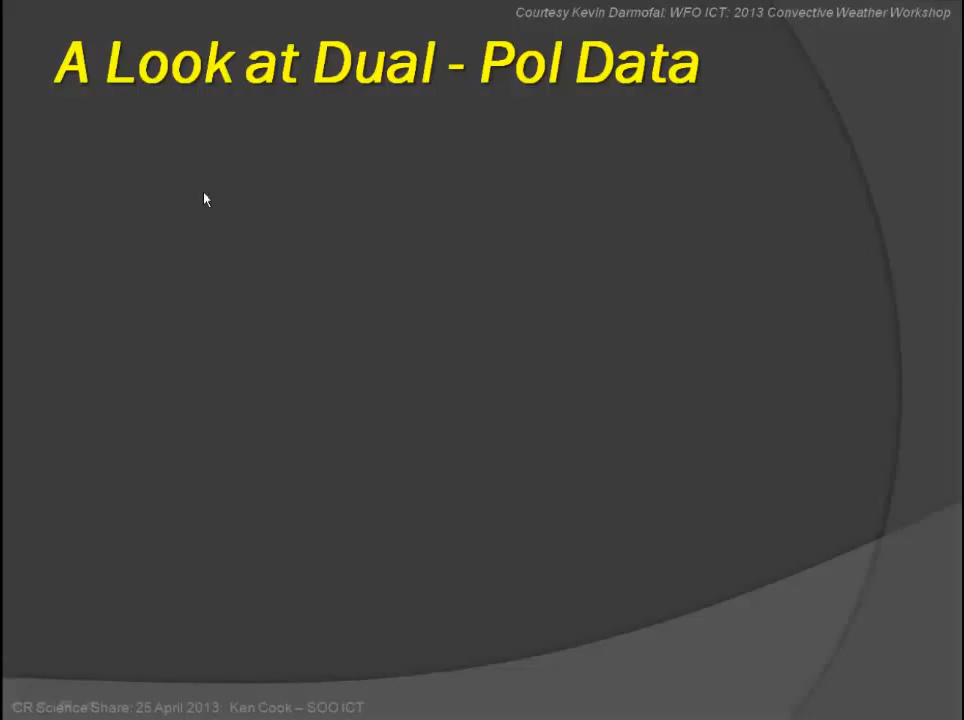 Courtesy Kevin Darmofal: WFO ICT: 2013 Convective Weather Workshop
A Look at Dual - Pol Data
CR Science Share: 25 April 2013: Ken Cook – SOO ICT